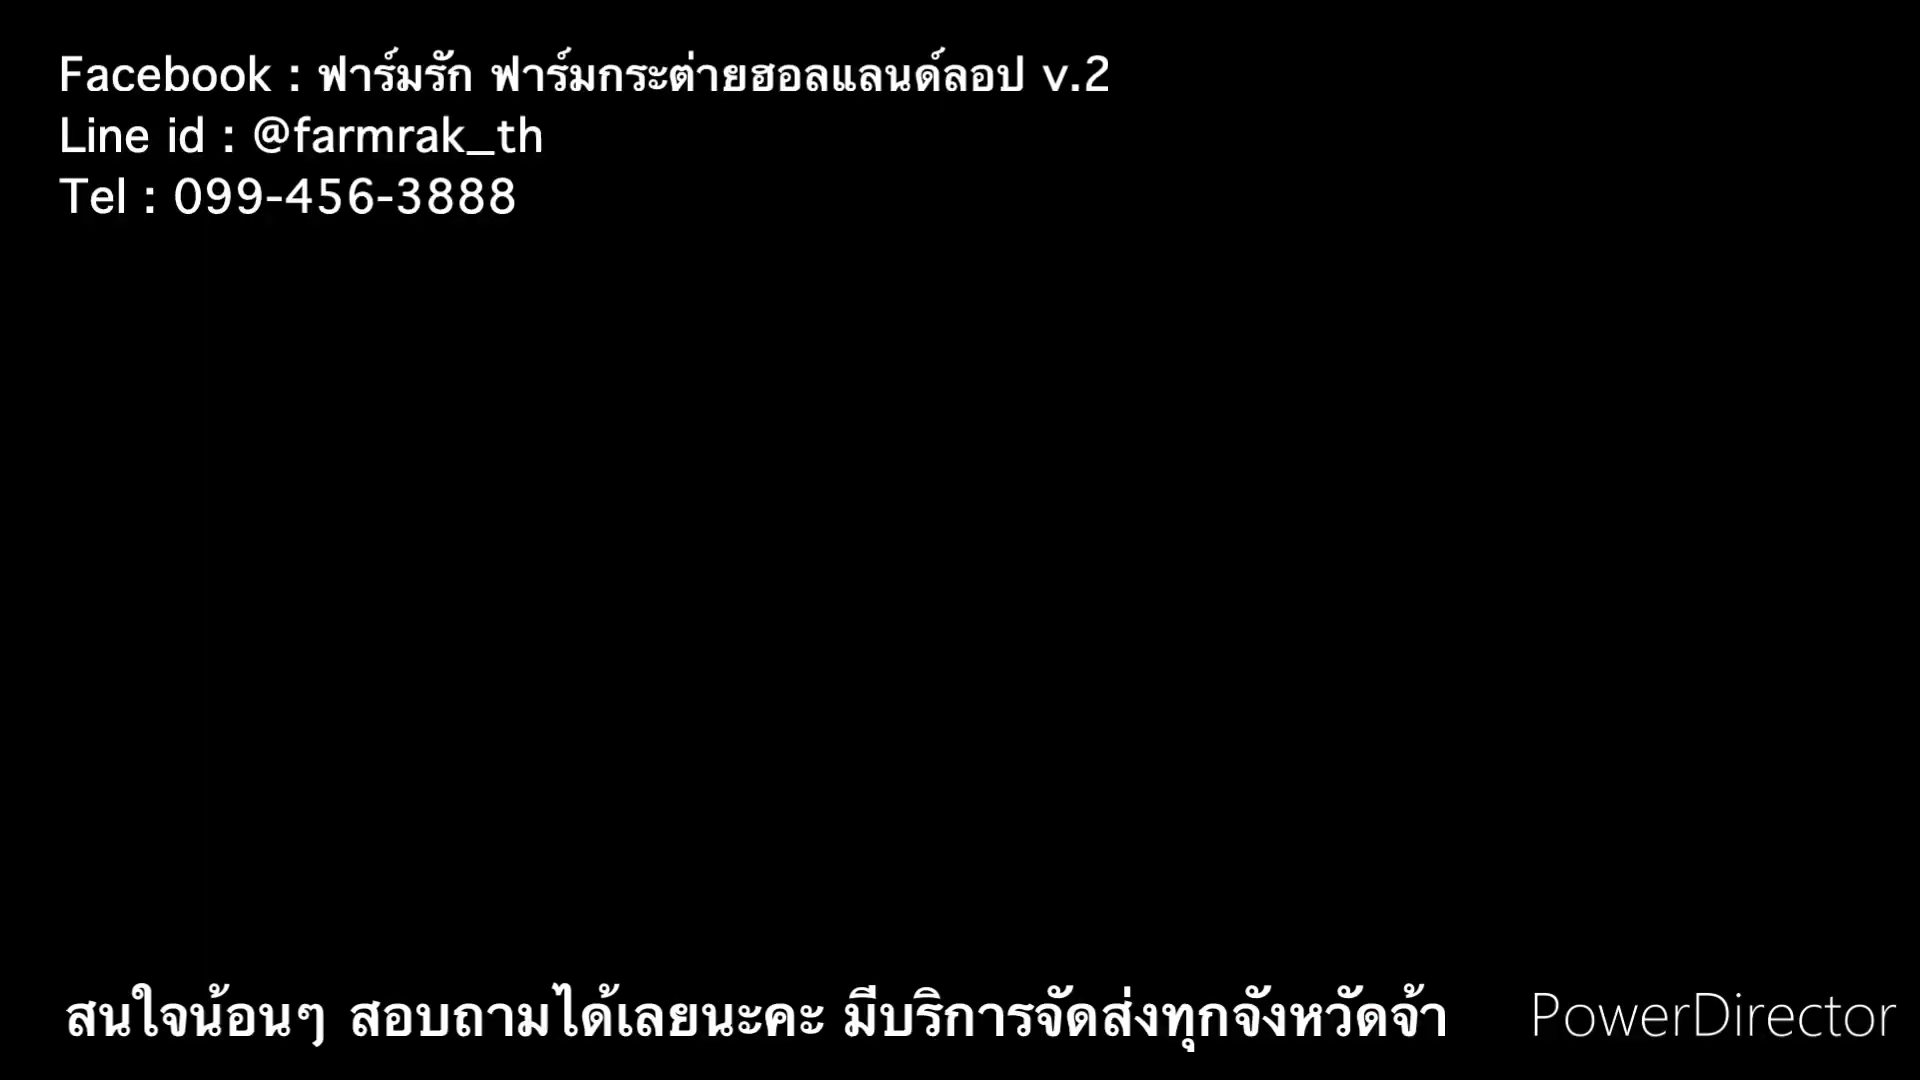 Facebook : ฟาร์มรัก ฟาร์มกระต่ายฮอลแลนด์ลอป v.2
Line id : @farmrak_th
Tel : 099-456-3888
สนใจน้อนๆ สอบถามได้เลยนะคะ มีบริการจัดส่งทุกจังหวัดจ้า
PowerDirector